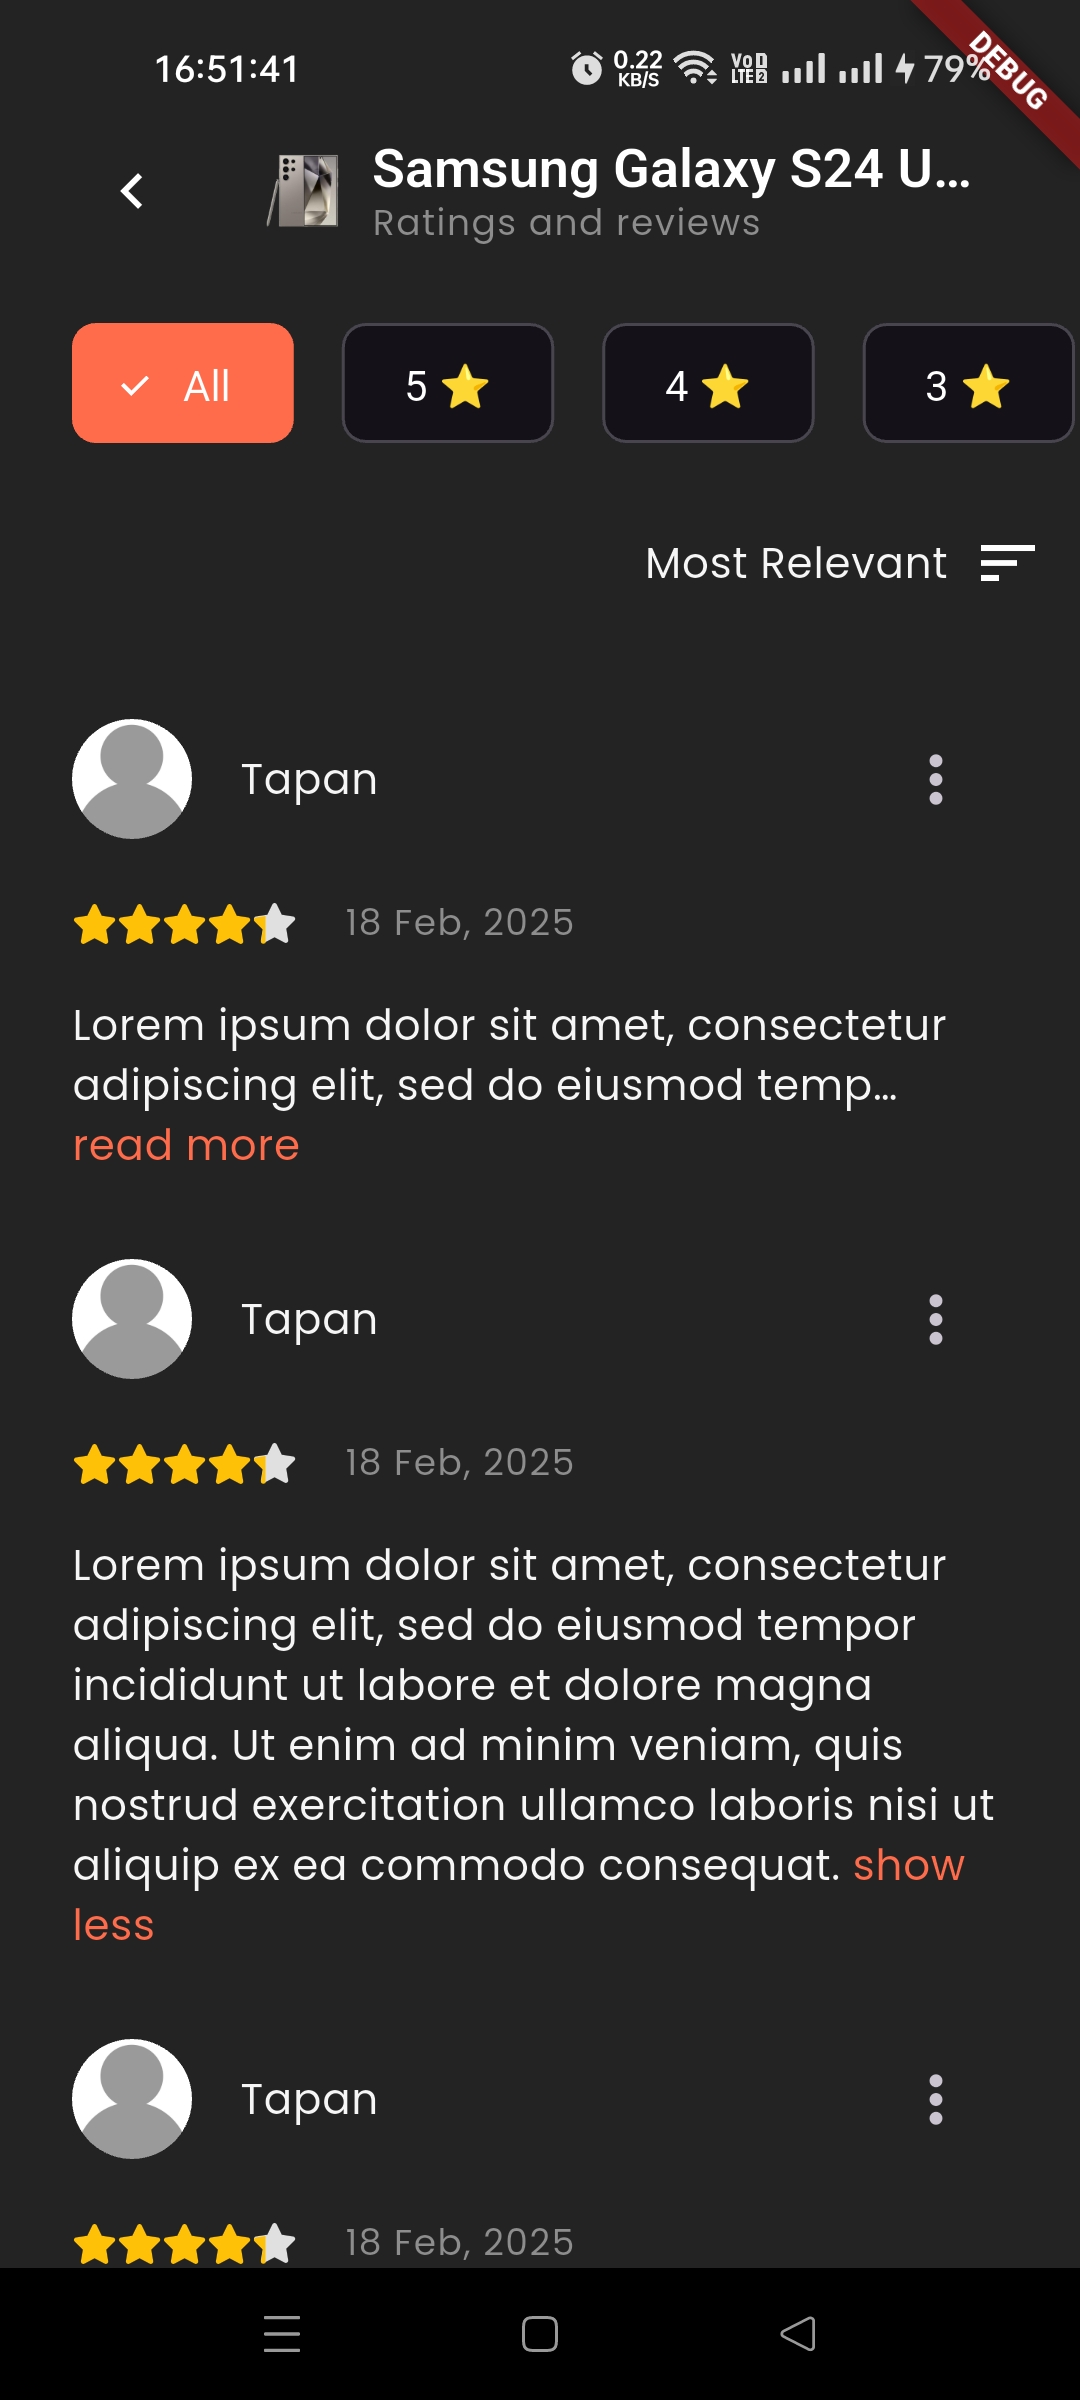 16:51:41
0.22
KB/S
VoD
LTE 2
79%
DEBUG
Samsung Galaxy S24 U...
Ratings and reviews
All
5 ⭐
4 ⭐
3 ⭐
Most Relevant
Tapan
18 Feb, 2025
Lorem ipsum dolor sit amet, consectetur
adipiscing elit, sed do eiusmod temp...
read more
Tapan
18 Feb, 2025
Lorem ipsum dolor sit amet, consectetur
adipiscing elit, sed do eiusmod tempor
incididunt ut labore et dolore magna
aliqua. Ut enim ad minim veniam, quis
nostrud exercitation ullamco laboris nisi ut
aliquip ex ea commodo consequat. show
less
Tapan
18 Feb, 2025